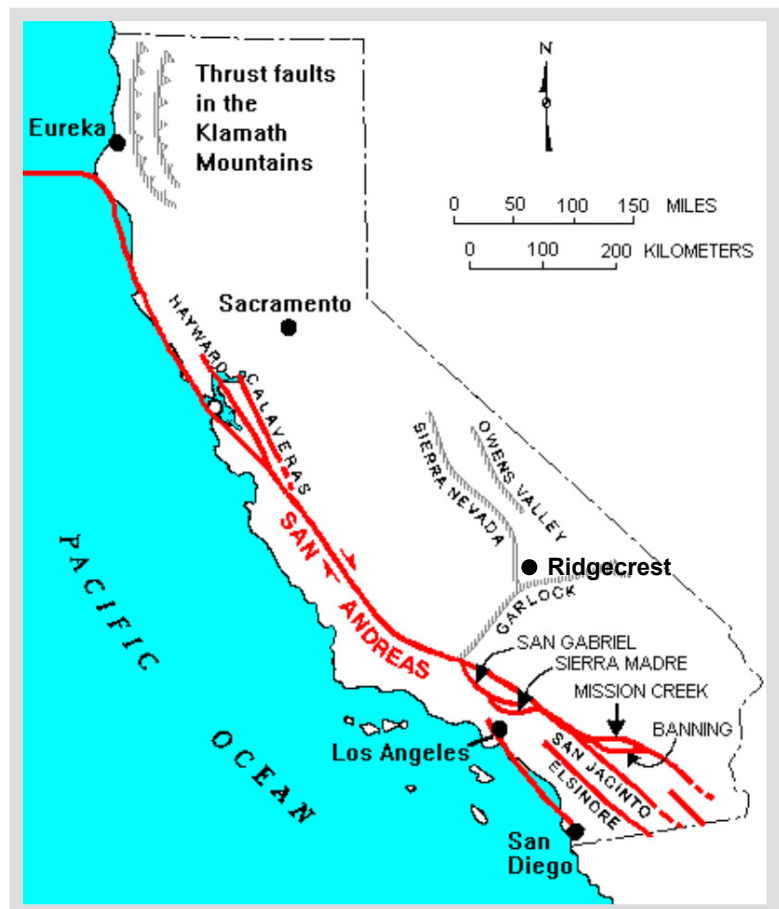 N
Thrust faults
in the
Klamath
Mountains
Eureka
0 50 100 150 MILES
0 100 200 KILOMETERS
Sacramento
HAYWARD
CALAVERAS
SIERRA NEVADA
OWENS VALLEY
SAN
ANDREAS
Ridgecrest
GARLOCK
PACIFIC
OCEAN
SAN GABRIEL
SIERRA MADRE
MISSION CREEK
BANNING
Los Angeles
SAN JACINTO
ELSINORE
San
Diego